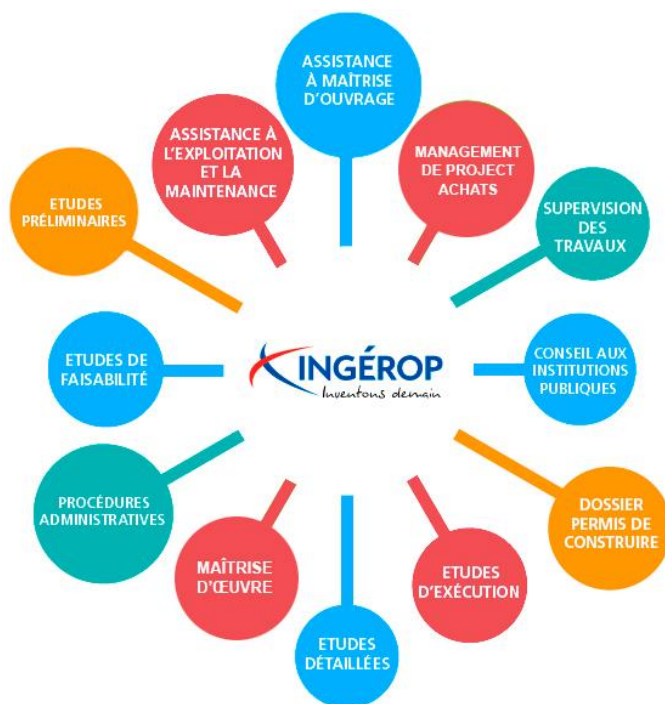 ASSISTANCE
À MAÎTRISE
D'OUVRAGE
MANAGEMENT
DE PROJECT
ACHATS
SUPERVISION
DES
TRAVAUX
CONSEIL AUX
INSTITUTIONS
PUBLIQUES
DOSSIER
PERMIS DE
CONSTRUIRE
ETUDES
D'EXÉCUTION
ETUDES
DÉTAILLÉES
MAÎTRISE
D'ŒUVRE
PROCÉDURES
ADMINISTRATIVES
ETUDES DE
FAISABILITÉ
ETUDES
PRÉLIMINAIRES
ASSISTANCE À
L'EXPLOITATION
ET LA
MAINTENANCE
INGÉROP
Inventons demain